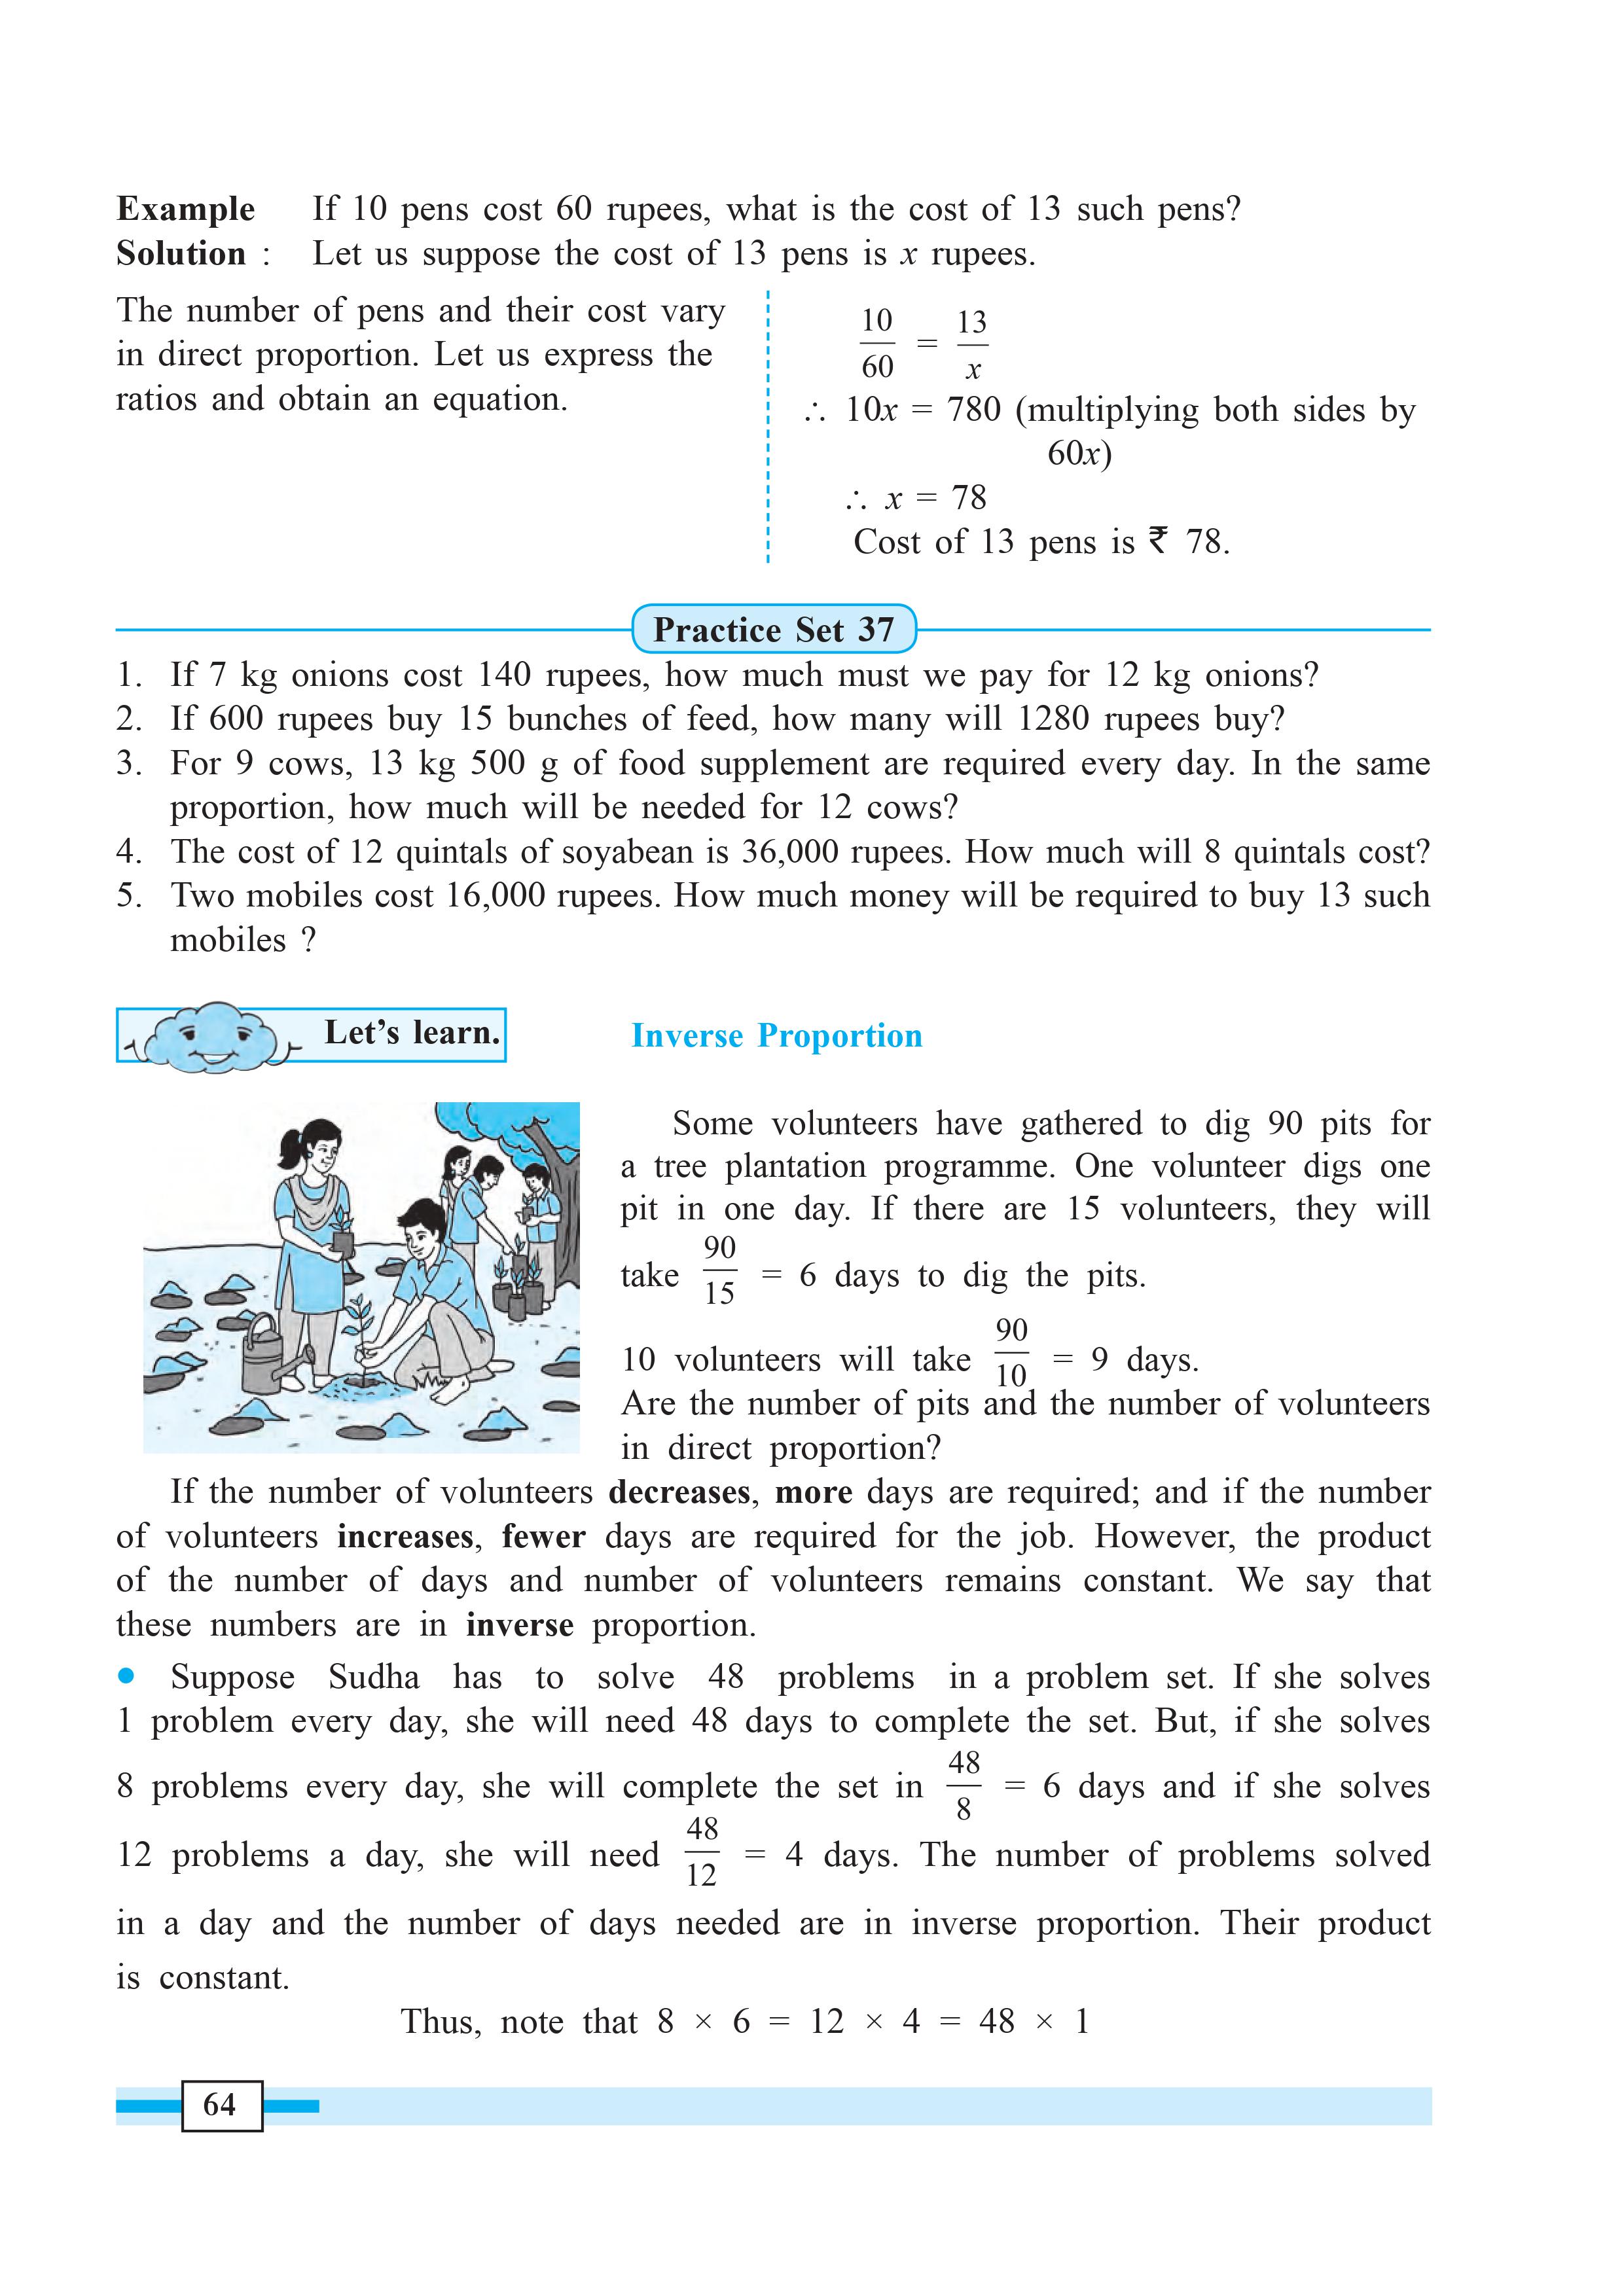 Example If 10 pens cost 60 rupees, what is the cost of 13 such pens?
Solution : Let us suppose the cost of 13 pens is x rupees.
The number of pens and their cost vary
in direct proportion. Let us express the
ratios and obtain an equation.
10/60 = 13/x
∴ 10x = 780 (multiplying both sides by
60x)
∴ x = 78
Cost of 13 pens is ₹ 78.
Practice Set 37
1. If 7 kg onions cost 140 rupees, how much must we pay for 12 kg onions?
2. If 600 rupees buy 15 bunches of feed, how many will 1280 rupees buy?
3. For 9 cows, 13 kg 500 g of food supplement are required every day. In the same
proportion, how much will be needed for 12 cows?
4. The cost of 12 quintals of soyabean is 36,000 rupees. How much will 8 quintals cost?
5. Two mobiles cost 16,000 rupees. How much money will be required to buy 13 such
mobiles ?
Let's learn.
Inverse Proportion
Some volunteers have gathered to dig 90 pits for
a tree plantation programme. One volunteer digs one
pit in one day. If there are 15 volunteers, they will
take 90/15 = 6 days to dig the pits.
10 volunteers will take 90/10 = 9 days.
Are the number of pits and the number of volunteers
in direct proportion?
If the number of volunteers decreases, more days are required; and if the number
of volunteers increases, fewer days are required for the job. However, the product
of the number of days and number of volunteers remains constant. We say that
these numbers are in inverse proportion.
• Suppose Sudha has to solve 48 problems in a problem set. If she solves
1 problem every day, she will need 48 days to complete the set. But, if she solves
8 problems every day, she will complete the set in 48/8 = 6 days and if she solves
12 problems a day, she will need 48/12 = 4 days. The number of problems solved
in a day and the number of days needed are in inverse proportion. Their product
is constant.
Thus, note that 8 × 6 = 12 × 4 = 48 × 1
64